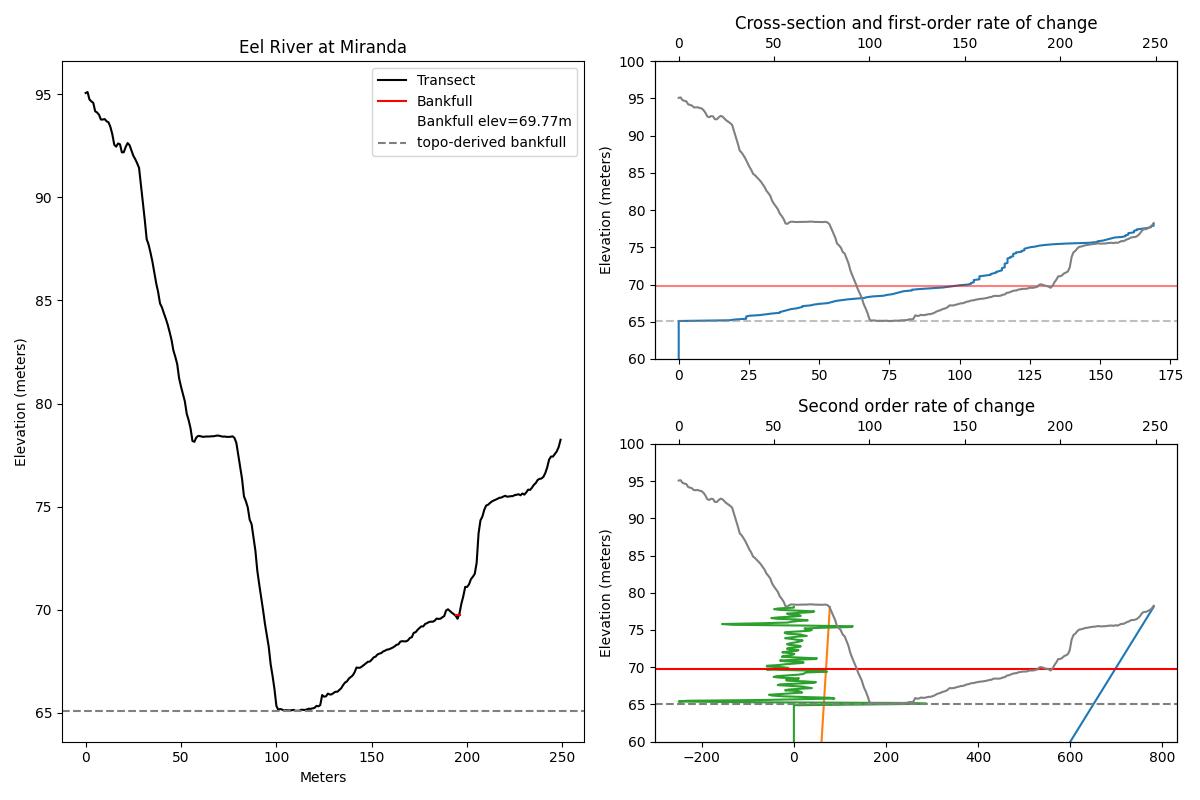 Eel River at Miranda
Elevation (meters)
95
90
85
80
75
70
65
0 50 100 150 200 250
Meters
Transect
Bankfull
Bankfull elev=69.77m
topo-derived bankfull
Cross-section and first-order rate of change
0 50 100 150 200 250
Elevation (meters)
100
95
90
85
80
75
70
65
60
0 25 50 75 100 125 150 175
Second order rate of change
0 50 100 150 200 250
Elevation (meters)
100
95
90
85
80
75
70
65
60
−200 0 200 400 600 800